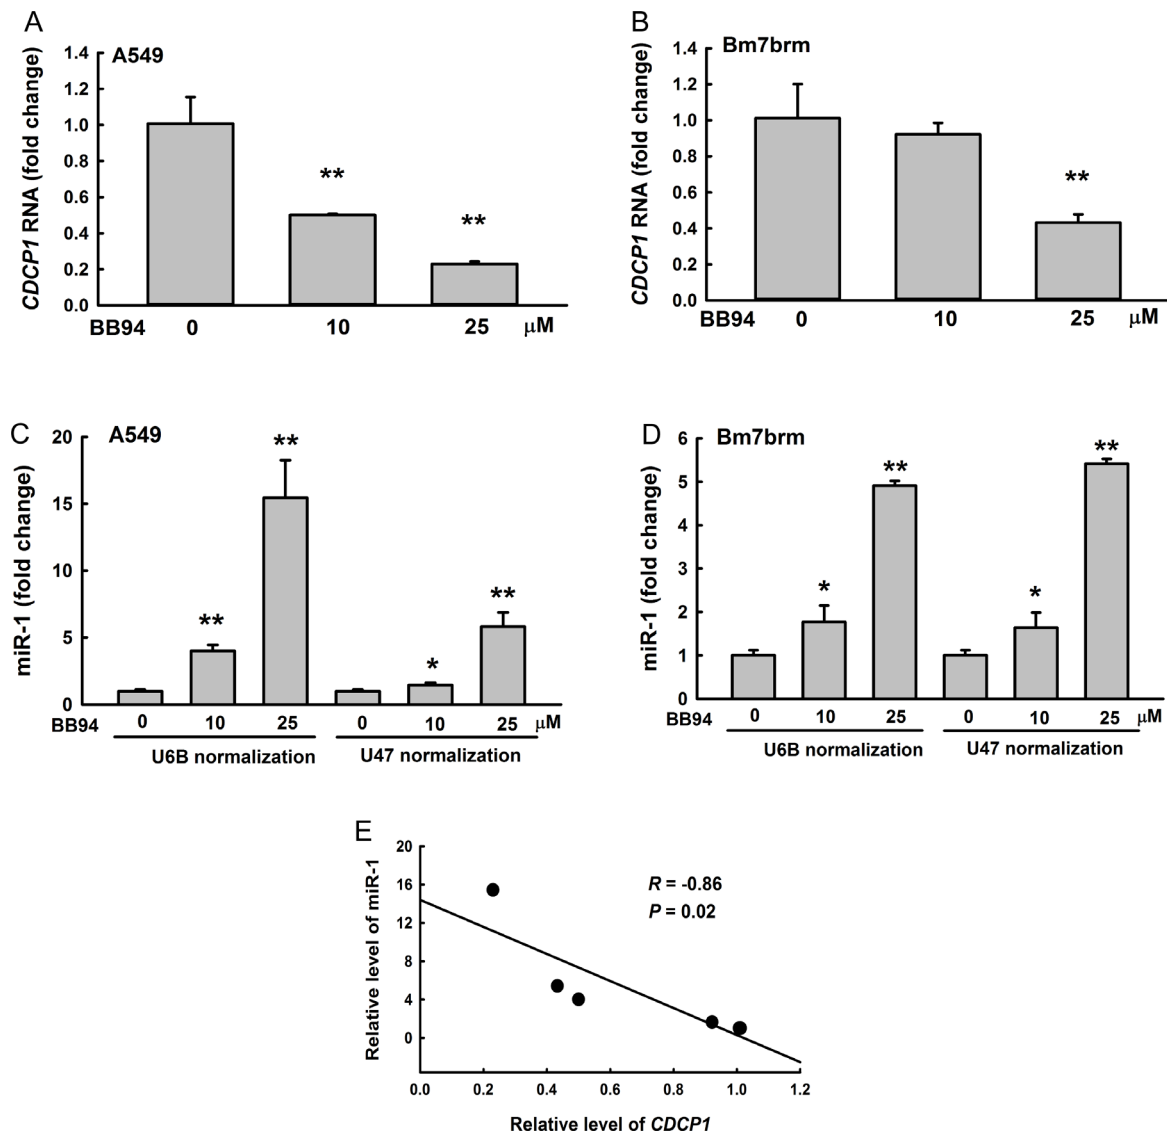 A
A549
CDCP1 RNA (fold change)
1.4
1.2
1.0
0.8
0.6
0.4
0.2
0.0
**
**
BB94 0 10 25 μM
B
Bm7brm
CDCP1 RNA (fold change)
1.4
1.2
1.0
0.8
0.6
0.4
0.2
0.0
**
BB94 0 10 25 μM
C
A549
miR-1 (fold change)
20
15
10
5
0
**
**
*
**
BB94 0 10 25 0 10 25 μM
U6B normalization U47 normalization
D
Bm7brm
miR-1 (fold change)
6
5
4
3
2
1
0
*
**
*
**
BB94 0 10 25 0 10 25 μM
U6B normalization U47 normalization
E
Relative level of miR-1
20
16
12
8
4
0
R = -0.86
P = 0.02
0.0 0.2 0.4 0.6 0.8 1.0 1.2
Relative level of CDCP1